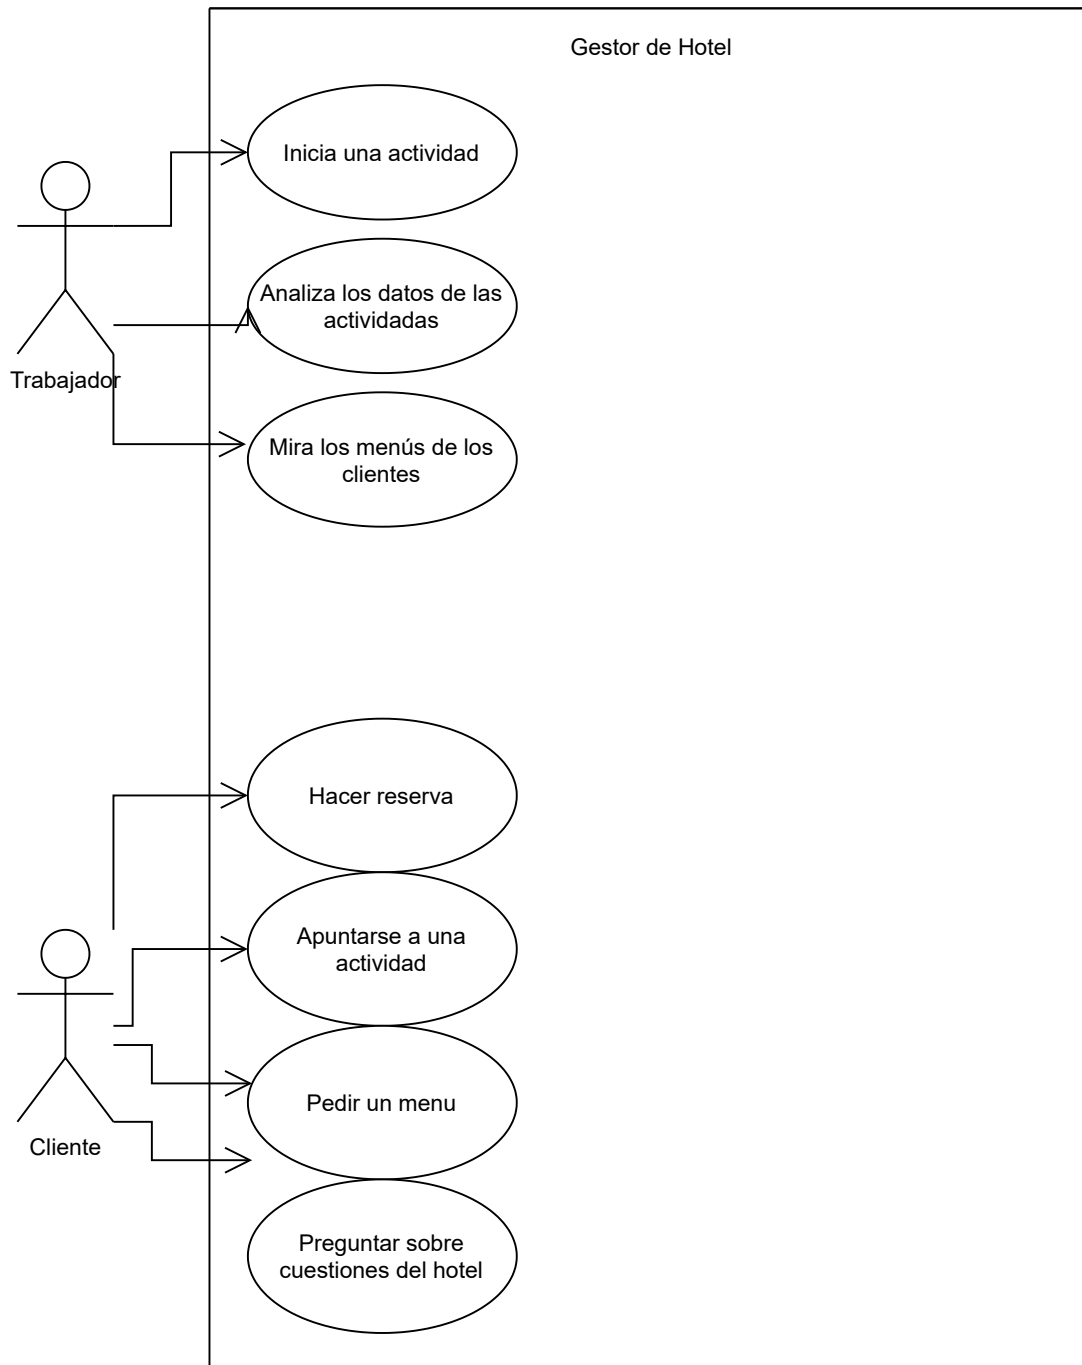 Gestor de Hotel
Inicia una actividad
Analiza los datos de las
actividadas
Trabajador
Mira los menús de los
clientes
Hacer reserva
Apuntarse a una
actividad
Pedir un menu
Cliente
Preguntar sobre
cuestiones del hotel